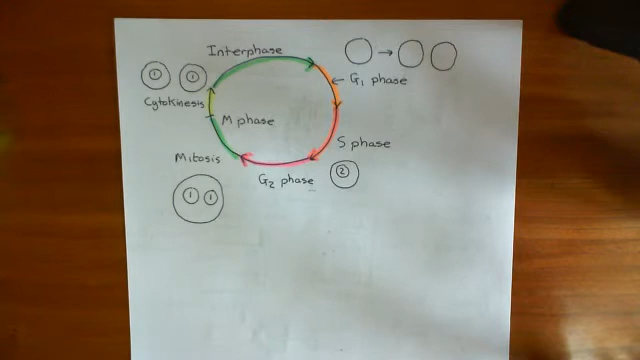 Interphase
G1 phase
1 1
Cytokinesis
M phase
S phase
Mitosis
2
G2 phase
1 1